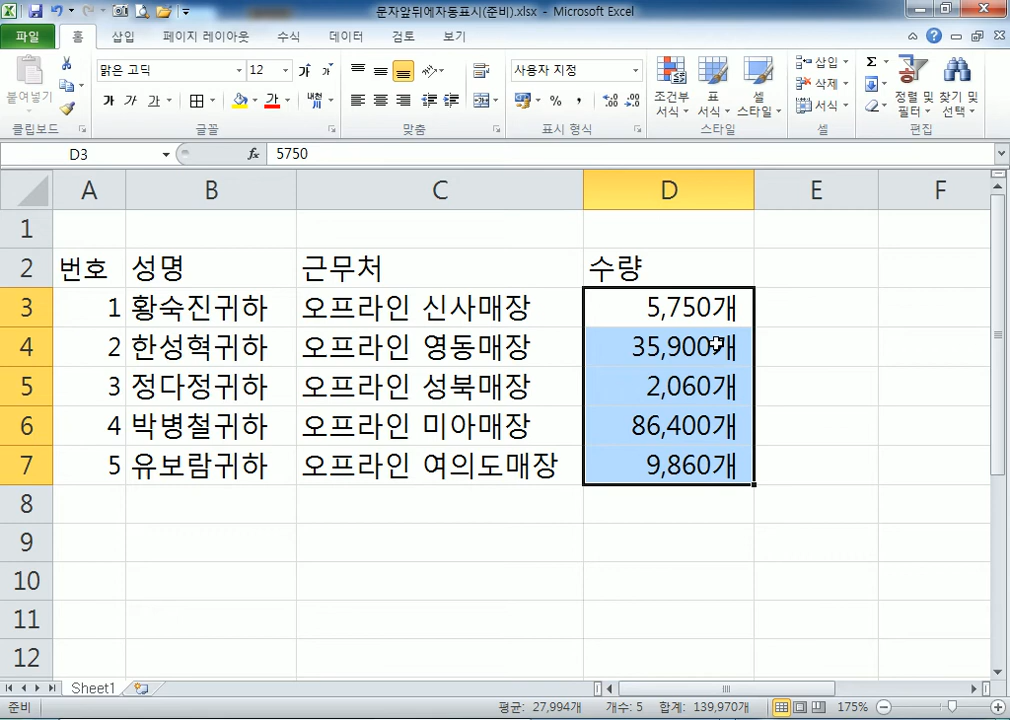 문자앞뒤에자동표시(준비).xlsx - Microsoft Excel
파일 홈 삽입 페이지 레이아웃 수식 데이터 검토 보기
붙여넣기
클립보드
맑은 고딕 12
가 가 가 가 가 내천
글꼴
맞춤
사용자 지정
% ,
표시 형식
조건부 서식 표 서식 셀 스타일
스타일
삽입
삭제
서식
셀
Σ
정렬 및 필터 찾기 및 선택
편집
D3 fx 5750
A B C D E F
1
2 번호 성명 근무처 수량
3 1 황숙진귀하 오프라인 신사매장 5,750개
4 2 한성혁귀하 오프라인 영동매장 35,900개
5 3 정다정귀하 오프라인 성북매장 2,060개
6 4 박병철귀하 오프라인 미아매장 86,400개
7 5 유보람귀하 오프라인 여의도매장 9,860개
8
9
10
11
12
Sheet1
준비 평균: 27,994개 개수: 5 합계: 139,970개 175%